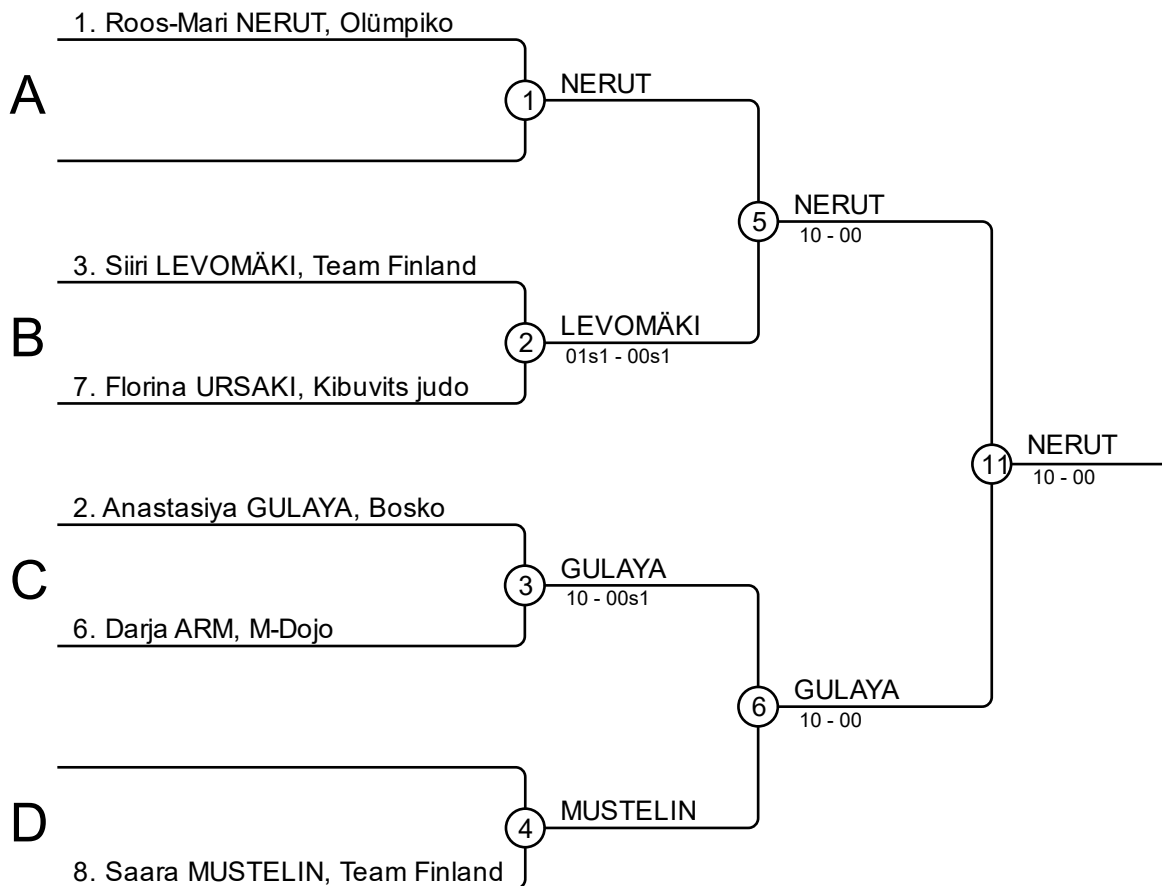 1. Roos-Mari NERUT, Olümpiko
A
1
NERUT
5
NERUT
10 - 00
3. Siiri LEVOMÄKI, Team Finland
B
2
LEVOMÄKI
01s1 - 00s1
7. Florina URSAKI, Kibuvits judo
11
NERUT
10 - 00
2. Anastasiya GULAYA, Bosko
C
3
GULAYA
10 - 00s1
6. Darja ARM, M-Dojo
6
GULAYA
10 - 00
D
4
MUSTELIN
8. Saara MUSTELIN, Team Finland